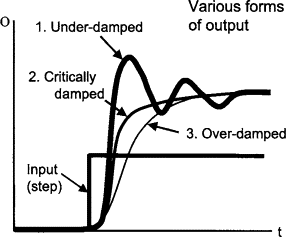 Various forms
of output
O
1. Under-damped
2. Critically
damped
3. Over-damped
Input
(step)
t